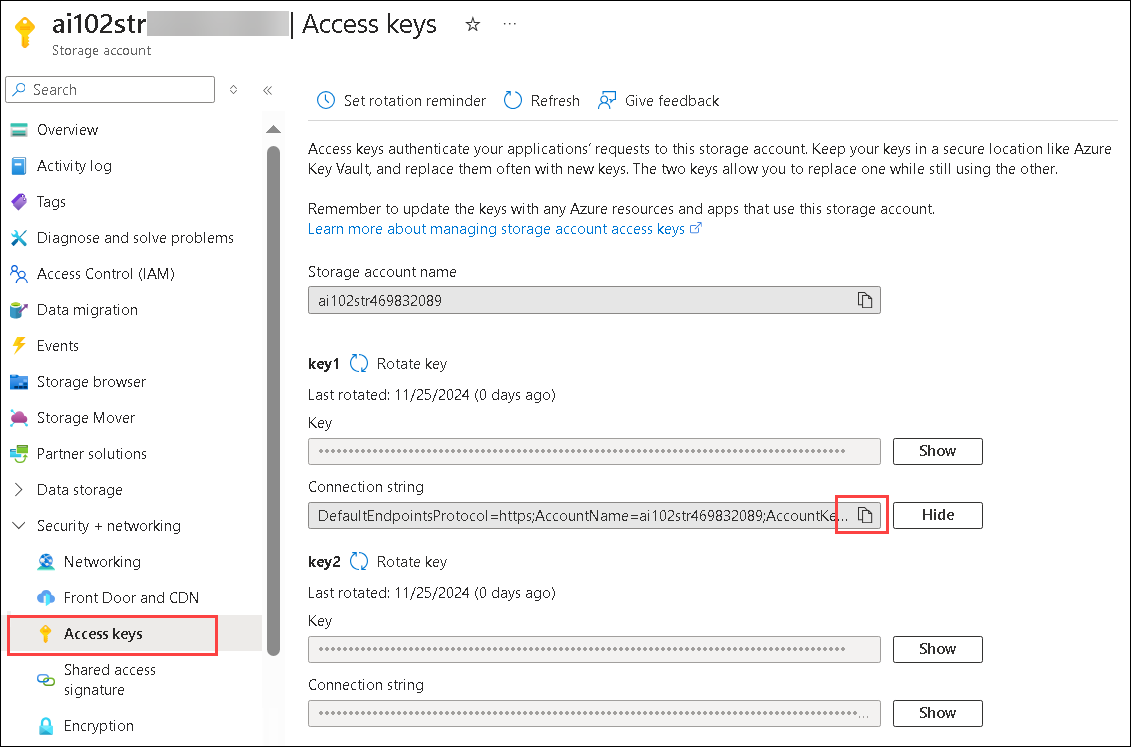 ai102str | Access keys
Storage account
Search
Overview
Activity log
Tags
Diagnose and solve problems
Access Control (IAM)
Data migration
Events
Storage browser
Storage Mover
Partner solutions
Data storage
Security + networking
Networking
Front Door and CDN
Access keys
Shared access
signature
Encryption
Set rotation reminder Refresh Give feedback
Access keys authenticate your applications’ requests to this storage account. Keep your keys in a secure location like Azure
Key Vault, and replace them often with new keys. The two keys allow you to replace one while still using the other.
Remember to update the keys with any Azure resources and apps that use this storage account.
Learn more about managing storage account access keys
Storage account name
ai102str469832089
key1 Rotate key
Last rotated: 11/25/2024 (0 days ago)
Key
Show
Connection string
DefaultEndpointsProtocol=https;AccountName=ai102str469832089;AccountKe... Hide
key2 Rotate key
Last rotated: 11/25/2024 (0 days ago)
Key
Show
Connection string
Show